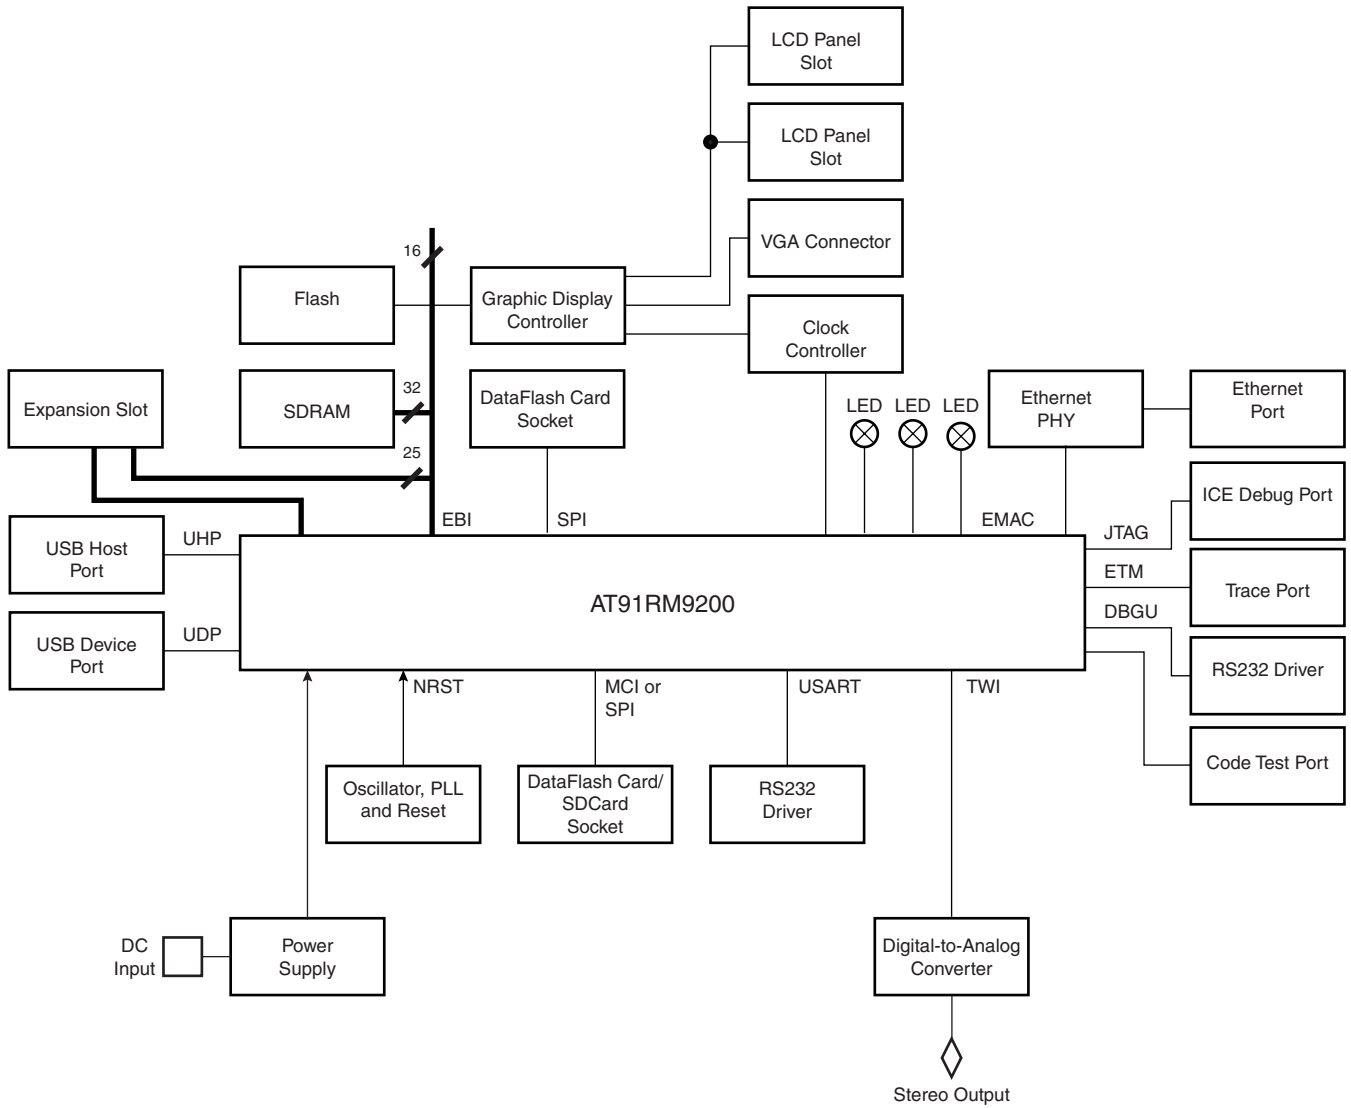 LCD Panel
Slot
LCD Panel
Slot
VGA Connector
16
Flash
Graphic Display
Controller
Clock
Controller
Expansion Slot
SDRAM
32
DataFlash Card
Socket
LED
LED
LED
Ethernet
PHY
Ethernet
Port
25
EBI
SPI
EMAC
ICE Debug Port
JTAG
UHP
USB Host
Port
ETM
Trace Port
AT91RM9200
DBGU
UDP
USB Device
Port
RS232 Driver
NRST
MCI or
SPI
USART
TWI
Code Test Port
Oscillator, PLL
and Reset
DataFlash Card/
SDCard
Socket
RS232
Driver
DC
Input
Power
Supply
Digital-to-Analog
Converter
Stereo Output